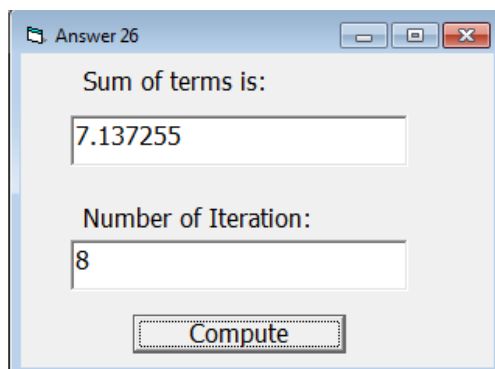 Answer 26
Sum of terms is:
7.137255
Number of Iteration:
8
Compute